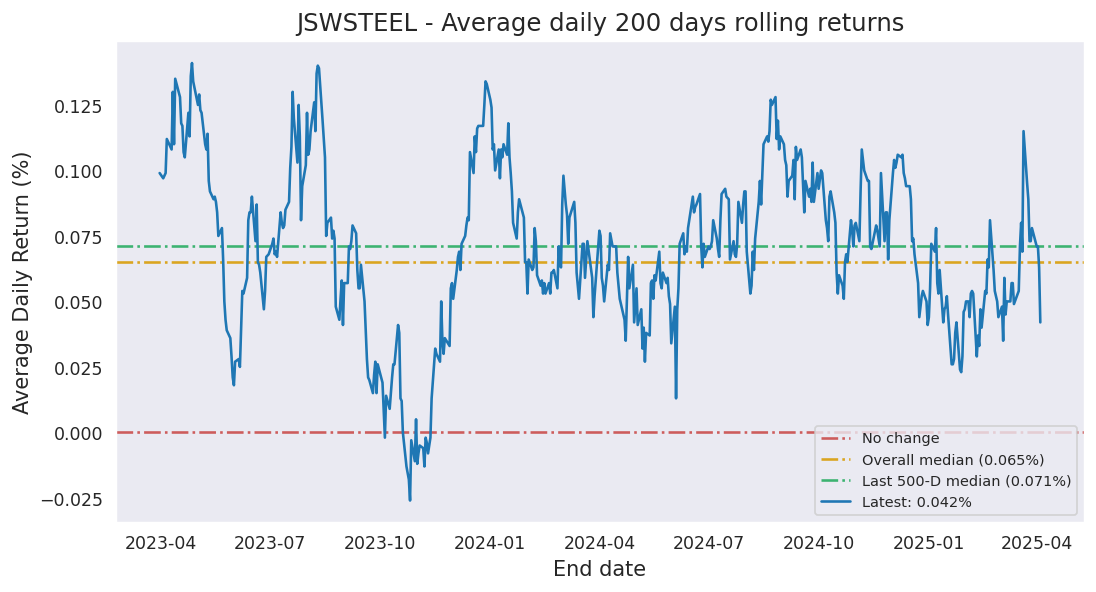 JSWSTEEL - Average daily 200 days rolling returns
Average Daily Return (%)
0.125
0.100
0.075
0.050
0.025
0.000
−0.025
No change
Overall median (0.065%)
Last 500-D median (0.071%)
Latest: 0.042%
2023-04 2023-07 2023-10 2024-01 2024-04 2024-07 2024-10 2025-01 2025-04
End date